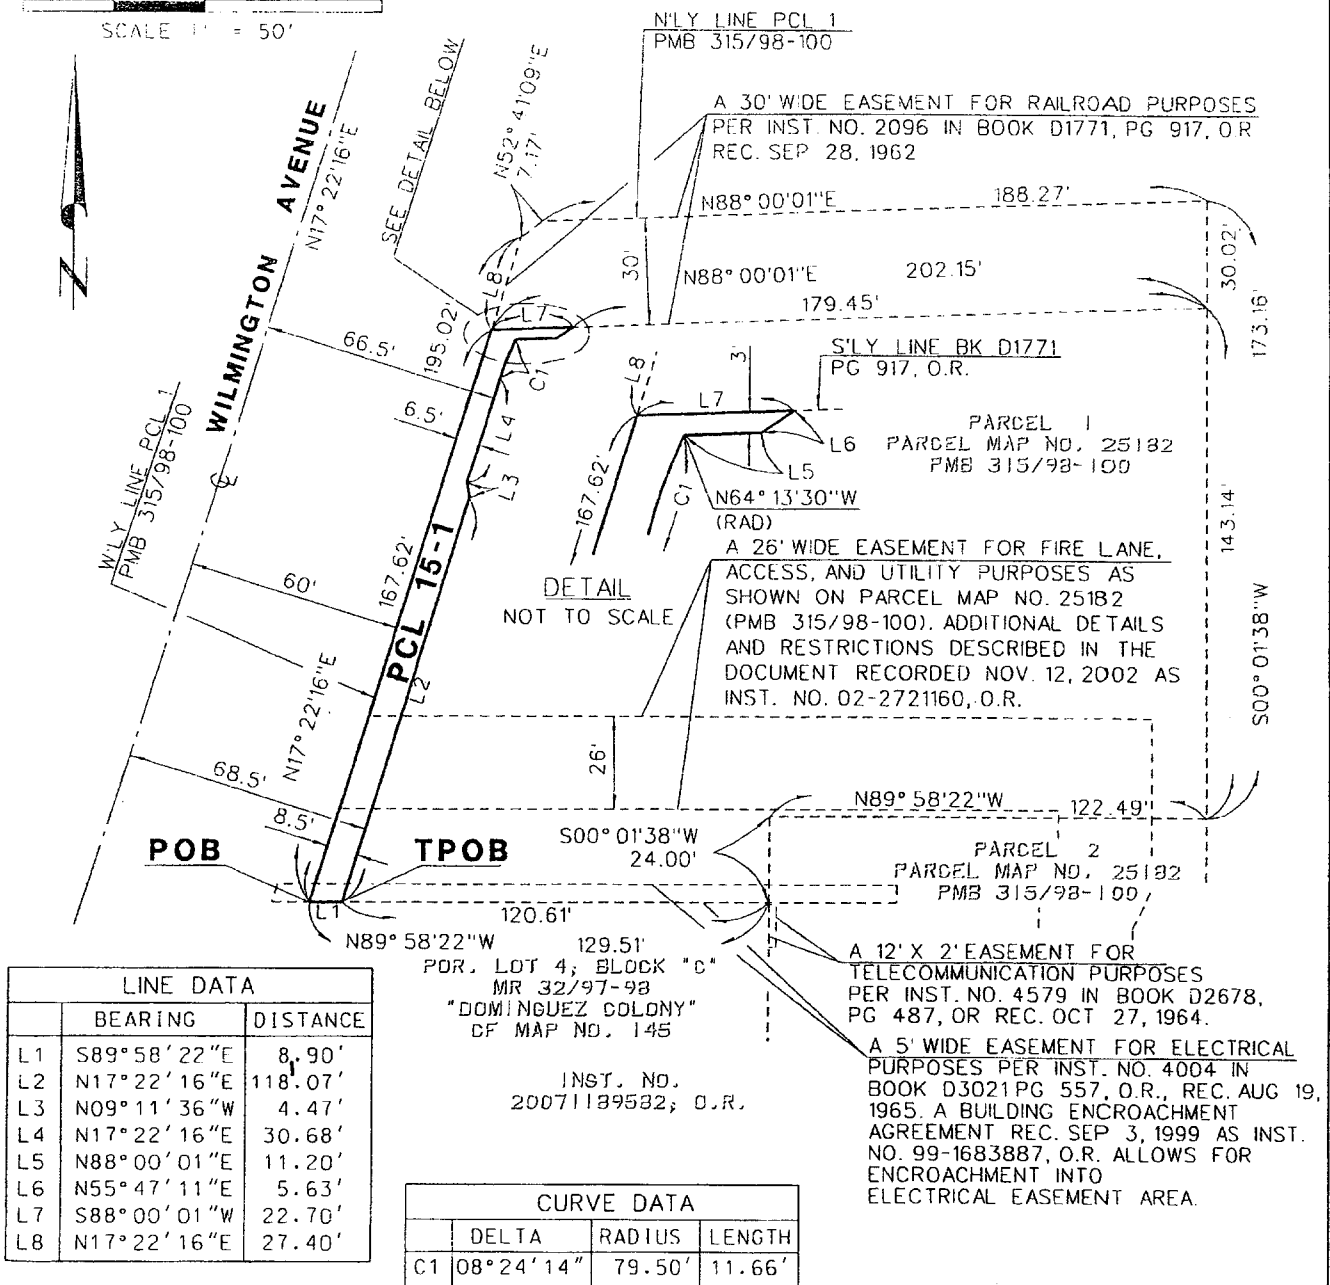 SCALE 1" = 50'
N'LY LINE PCL 1
PMB 315/98-100
A 30' WIDE EASEMENT FOR RAILROAD PURPOSES
PER INST. NO. 2096 IN BOOK D1771, PG 917, O.R
REC. SEP 28, 1962
WILMINGTON AVENUE
N17°22'16"E
SEE DETAIL BELOW
N52°41'09"E
7.17'
N88°00'01"E 188.27'
30.02'
173.16'
30'
N88°00'01"E 202.15'
179.45'
N
L8
L7
66.5'
195.02'
C1
6.5'
L4
L3
S'LY LINE BK D1771
PG 917, O.R.
3'
L8
L7
L6
L5
PARCEL 1
PARCEL MAP NO. 25182
PMB 315/98-100
C1
N64°13'30"W
(RAD)
167.62'
DETAIL
NOT TO SCALE
W'LY LINE PCL 1
PMB 315/98-100
143.14'
S00°01'38"W
60'
167.62'
PCL 15-1
L2
A 26' WIDE EASEMENT FOR FIRE LANE,
ACCESS, AND UTILITY PURPOSES AS
SHOWN ON PARCEL MAP NO. 25182
(PMB 315/98-100). ADDITIONAL DETAILS
AND RESTRICTIONS DESCRIBED IN THE
DOCUMENT RECORDED NOV. 12, 2002 AS
INST. NO. 02-2721160, O.R.
N17°22'16"E
68.5'
26'
8.5'
N89°58'22"W 122.49'
S00°01'38"W
24.00'
POB
TPOB
PARCEL 2
PARCEL MAP NO. 25182
PMB 315/98-100
L1
120.61'
N89°58'22"W 129.51'
POR. LOT 4, BLOCK "C"
MR 32/97-98
"DOMINGUEZ COLONY"
OF MAP NO. 145
INST. NO.
20071189582, O.R.
A 12' X 2' EASEMENT FOR
TELECOMMUNICATION PURPOSES
PER INST. NO. 4579 IN BOOK D2678,
PG 487, OR REC. OCT 27, 1964.
A 5' WIDE EASEMENT FOR ELECTRICAL
PURPOSES PER INST. NO. 4004 IN
BOOK D3021 PG 557, O.R., REC. AUG 19,
1965. A BUILDING ENCROACHMENT
AGREEMENT REC. SEP 3, 1999 AS INST.
NO. 99-1683887, O.R. ALLOWS FOR
ENCROACHMENT INTO
ELECTRICAL EASEMENT AREA.
LINE DATA
BEARING DISTANCE
L1 S89°58'22"E 8.90'
L2 N17°22'16"E 118.07'
L3 N09°11'36"W 4.47'
L4 N17°22'16"E 30.68'
L5 N88°00'01"E 11.20'
L6 N55°47'11"E 5.63'
L7 S88°00'01"W 22.70'
L8 N17°22'16"E 27.40'
CURVE DATA
DELTA RADIUS LENGTH
C1 08°24'14" 79.50' 11.66'